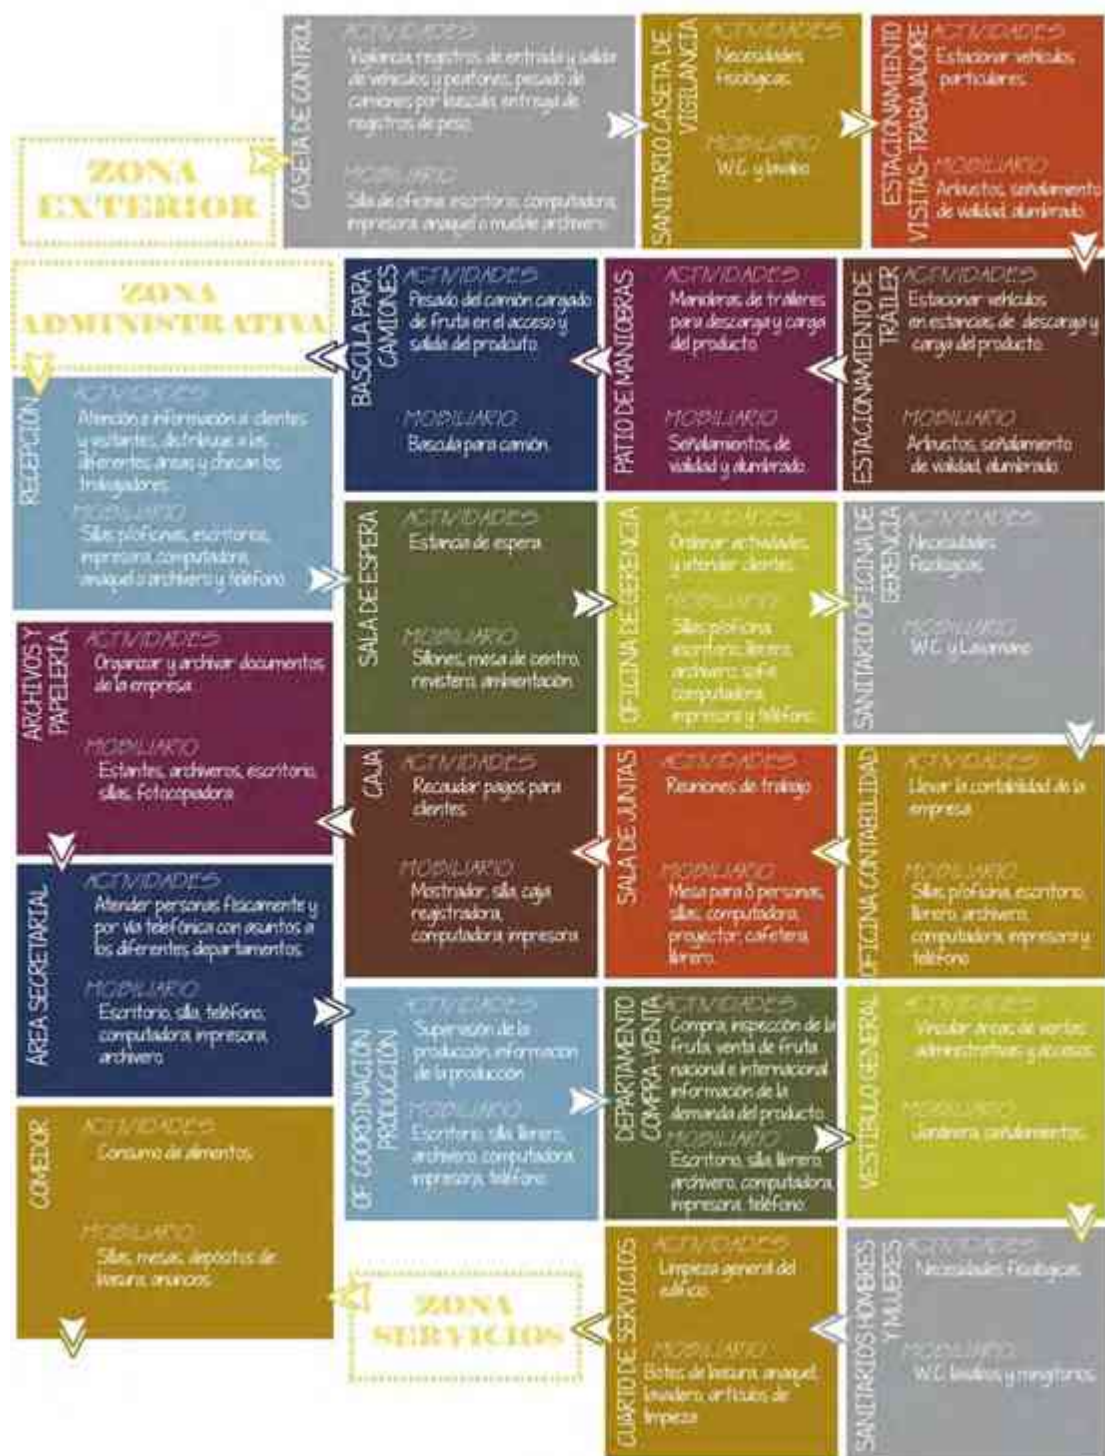 ZONA
EXTERIOR
CASETA DE CONTROL
ACTIVIDADES
Vigilancia, registros de entrada y salida
de vehículos y peatones, pesado de
camiones por bascula, entrega de
registros de peso.
MOBILIARIO
Silla de oficina, escritorio, computadora,
impresora, anaquel o mueble archivero
SANITARIO CASETA DE
VIGILANCIA
ACTIVIDADES
Necesidades
fisiológicas
MOBILIARIO
W.C. y lavabo
ESTACIONAMIENTO
VISITAS-TRABAJADORE
ACTIVIDADES
Estacionar vehículos
particulares.
MOBILIARIO
Arbustos, señalamiento
de validad, alumbrado.
ESTACIONAMIENTO DE
TRAILER
ACTIVIDADES
Estacionar vehículos
en estancias de descarga y
carga del producto.
MOBILIARIO
Arbustos, señalamiento
de validad, alumbrado
PATIO DE MANIOBRAS
ACTIVIDADES
Maniobras de tráileres
para descarga y carga
del producto.
MOBILIARIO
Señalamientos de
validad y alumbrado.
BASCULA PARA
CAMIONES
ACTIVIDADES
Pesado del camión cargado
de fruta en el acceso y
salida del prodcuto.
MOBILIARIO
Bascula para camión.
ZONA
ADMINISTRATIVA
RECEPCIÓN
ACTIVIDADES
Atención e información a clientes
y visitantes, distribuye a las
diferentes áreas y checan los
trabajadores
MOBILIARIO
Sillas p/oficinas, escritorios,
impresora, computadora,
anaquel o archivero y teléfono.
SALA DE ESPERA
ACTIVIDADES
Estancia de espera
MOBILIARIO
Sillones, mesa de centro,
revistero, ambientación.
OFICINA DE GERENCIA
ACTIVIDADES
Ordenar actividades
y atender clientes.
MOBILIARIO
Sillas p/oficina,
escritorio, librero,
archivero, sofá
computadora,
impresora y teléfono.
SANITARIO OFICINA DE
GERENCIA
ACTIVIDADES
Necesidades
fisiológicas
MOBILIARIO
W.C. y Lavamano
OFICINA CONTABILIDAD
ACTIVIDADES
Llevar la contabilidad de la
empresa
MOBILIARIO
Sillas p/oficina, escritorio,
librero, archivero,
computadora, impresora y
teléfono
SALA DE JUNTAS
ACTIVIDADES
Reuniones de trabajo
MOBILIARIO
Mesa para 8 personas,
sillas, computadora,
proyector, cafetera,
librero.
CAJA
ACTIVIDADES
Recaudar pagos para
clientes.
MOBILIARIO
Mostrador, silla, caja
registradora,
computadora, impresora
ARCHIVOS Y
PAPELERÍA.
ACTIVIDADES
Organizar y archivar documentos
de la empresa
MOBILIARIO
Estantes, archiveros, escritorio,
sillas, fotocopiadora
ÁREA SECRETARIAL
ACTIVIDADES
Atender personas físicamente y
por vía telefónica con asuntos a
los diferentes departamentos.
MOBILIARIO
Escritorio, silla, teléfono,
computadora, impresora,
archivero
OF COORDINACIÓN
PRODUCCIÓN
ACTIVIDADES
Supervisión de la
producción, información
de la producción
MOBILIARIO
Escritorio, silla, librero,
archivero, computadora,
impresora, teléfono.
DEPARTAMENTO
COMPRA-VENTA
ACTIVIDADES
Compra, inspección de la
fruta, venta de fruta
nacional e internacional
información de la
demanda del producto
MOBILIARIO
Escritorio, silla, librero,
archivero, computadora,
impresora, teléfono.
VESTIBULO GENERAL
ACTIVIDADES
Vincular áreas de ventas
administrativas y accesos.
MOBILIARIO
Jardinera, señalamientos.
SANITARIOS HOMBRES
Y MUJERES
ACTIVIDADES
Necesidades fisiológicas
MOBILIARIO
W.C. lavabos y mingitorios.
CUARTO DE SERVICIOS
ACTIVIDADES
Limpieza general del
edificio.
MOBILIARIO
Botes de basura, anaquel,
lavadero, artículos de
limpieza
ZONA
SERVICIOS
COMEDOR
ACTIVIDADES
Consumo de alimentos.
MOBILIARIO
Sillas, mesas, depósitos de
basura, anuncios.